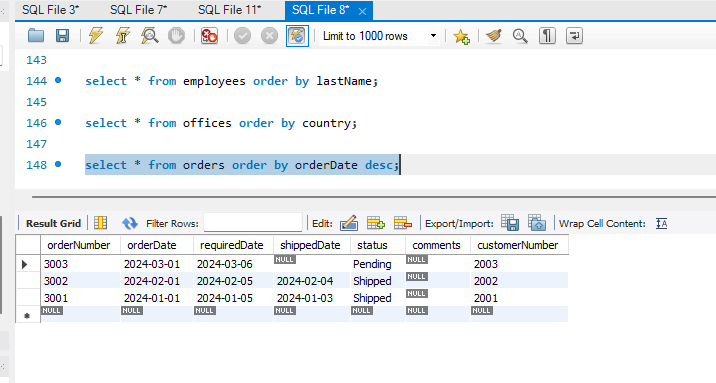 SQL File 3* SQL File 7* SQL File 11* SQL File 8*
Limit to 1000 rows
143
144 select * from employees order by lastName;
145
146 select * from offices order by country;
147
148 select * from orders order by orderDate desc;
Result Grid Filter Rows: Edit: Export/Import: Wrap Cell Content:
orderNumber orderDate requiredDate shippedDate status comments customerNumber
3003 2024-03-01 2024-03-06 NULL Pending NULL 2003
3002 2024-02-01 2024-02-05 2024-02-04 Shipped NULL 2002
3001 2024-01-01 2024-01-05 2024-01-03 Shipped NULL 2001
NULL NULL NULL NULL NULL NULL NULL